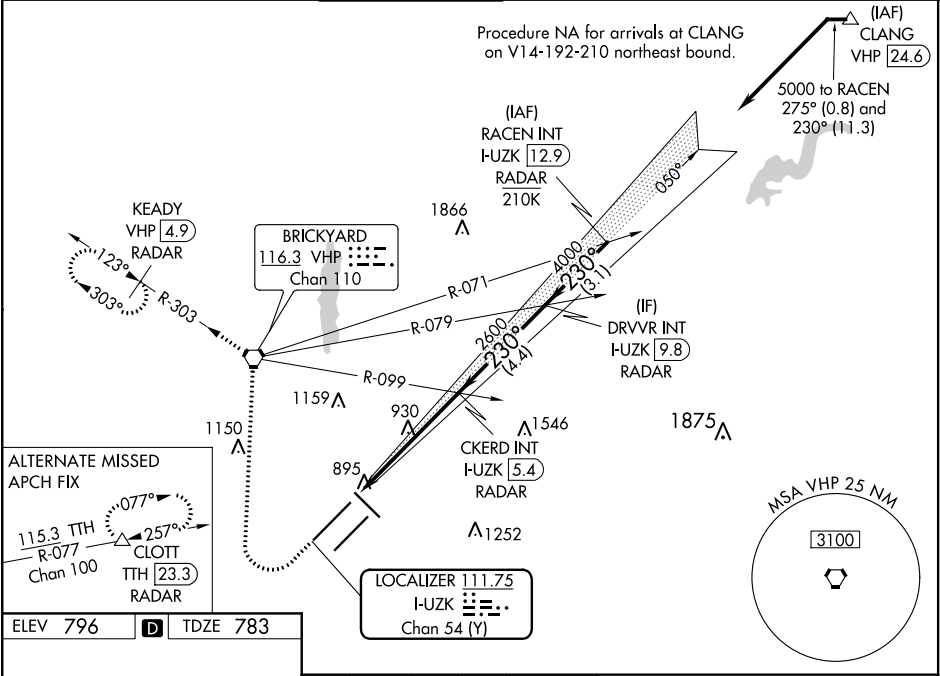 Procedure NA for arrivals at CLANG
on V14-192-210 northeast bound.
(IAF)
CLANG
VHP 24.6
5000 to RACEN
275° (0.8) and
230° (11.3)
(IAF)
RACEN INT
I-UZK 12.9
RADAR
210K
050°
KEADY
VHP 4.9
RADAR
123°
303°
R-303
BRICKYARD
116.3 VHP
Chan 110
1866
R-071
R-079
R-099
4000
230°
(3.1)
2600
230°
(4.4)
(IF)
DRVVR INT
I-UZK 9.8
RADAR
1159
930
1546
1875
1150
895
CKERD INT
I-UZK 5.4
RADAR
1252
ALTERNATE MISSED
APCH FIX
077°
257°
115.3 TTH
R-077
Chan 100
CLOTT
TTH 23.3
RADAR
LOCALIZER 111.75
I-UZK
Chan 54 (Y)
MSA VHP 25 NM
3100
ELEV 796 D TDZE 783